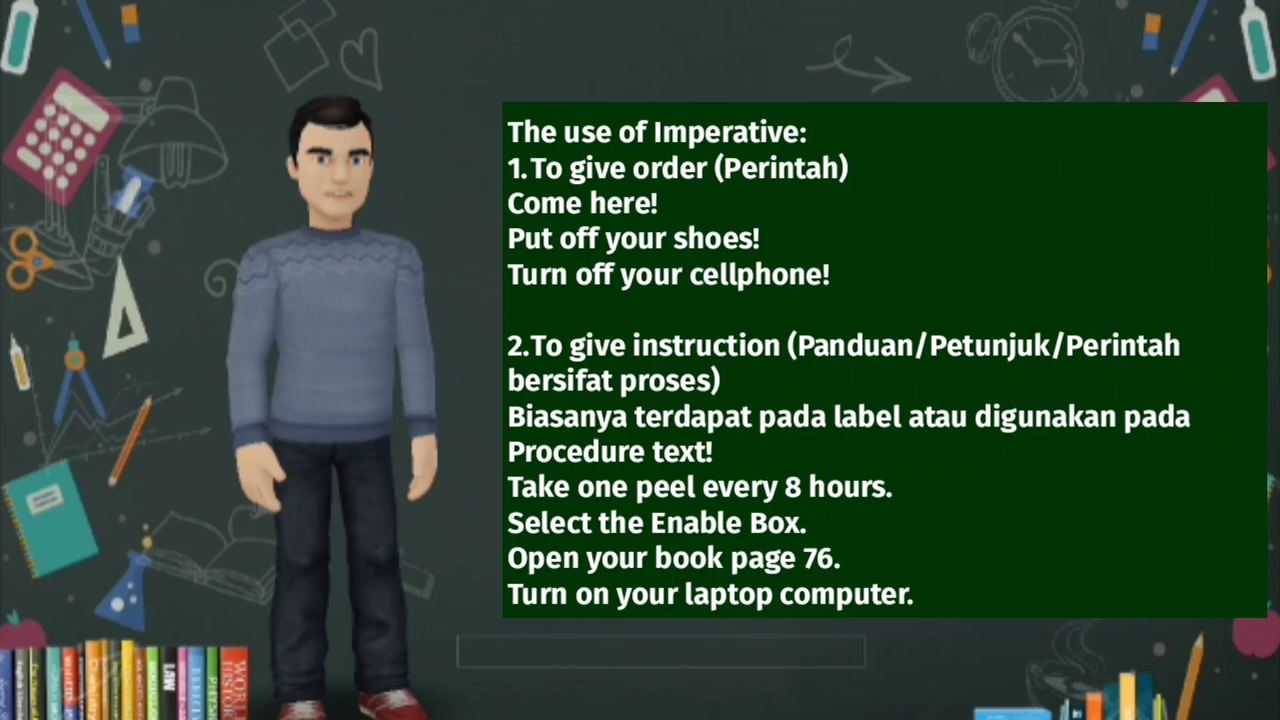 The use of Imperative:
1.To give order (Perintah)
Come here!
Put off your shoes!
Turn off your cellphone!
2.To give instruction (Panduan/Petunjuk/Perintah
bersifat proses)
Biasanya terdapat pada label atau digunakan pada
Procedure text!
Take one peel every 8 hours.
Select the Enable Box.
Open your book page 76.
Turn on your laptop computer.
LAW
WORLD
HISTORY